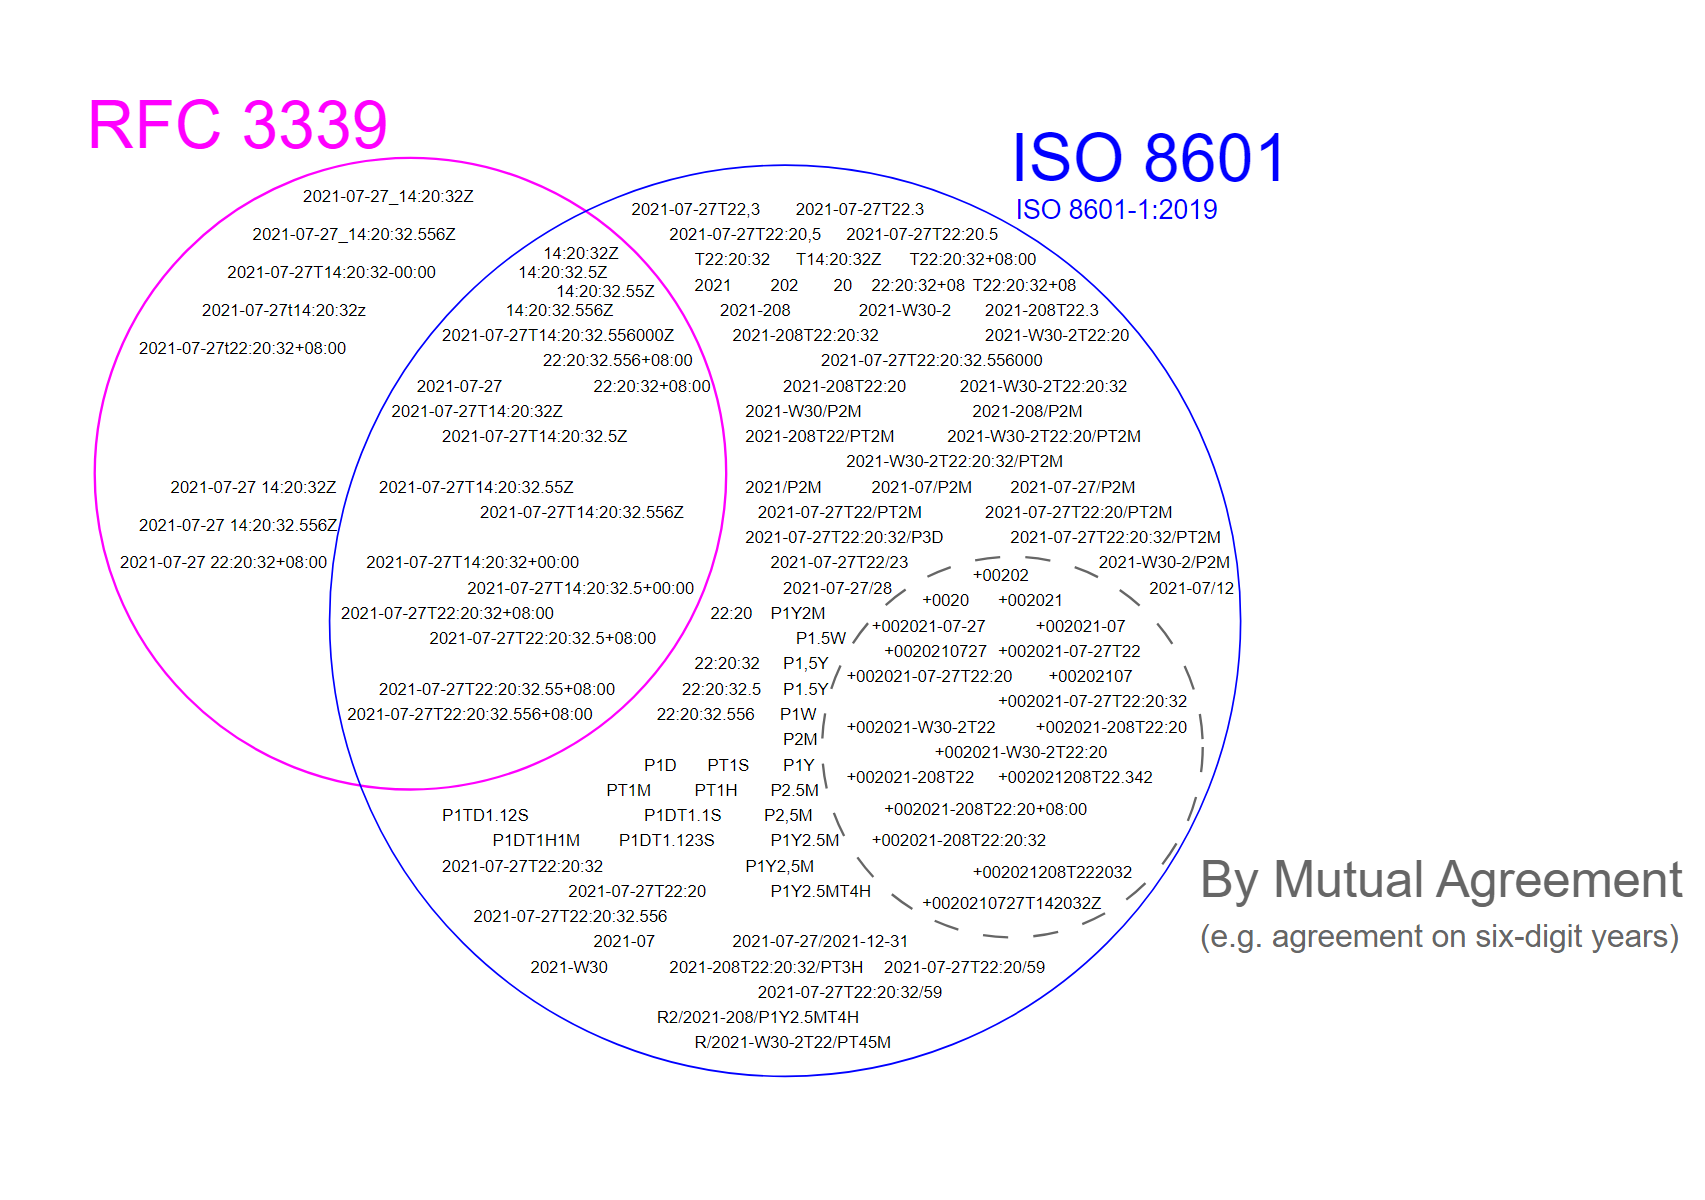 RFC 3339
ISO 8601
ISO 8601-1:2019
2021-07-27_14:20:32Z
2021-07-27T22,3 2021-07-27T22.3
2021-07-27_14:20:32.556Z
2021-07-27T22:20,5 2021-07-27T22:20.5
14:20:32Z
T22:20:32 T14:20:32Z T22:20:32+08:00
2021-07-27T14:20:32-00:00
14:20:32.5Z
2021 202 20 22:20:32+08 T22:20:32+08
14:20:32.55Z
2021-07-27t14:20:32z
14:20:32.556Z
2021-208 2021-W30-2 2021-208T22.3
2021-07-27T14:20:32.556000Z
2021-208T22:20:32 2021-W30-2T22:20
2021-07-27t22:20:32+08:00
22:20:32.556+08:00
2021-07-27T22:20:32.556000
2021-07-27 22:20:32+08:00
2021-208T22:20 2021-W30-2T22:20:32
2021-07-27T14:20:32Z
2021-W30/P2M 2021-208/P2M
2021-07-27T14:20:32.5Z
2021-208T22/PT2M 2021-W30-2T22:20/PT2M
2021-W30-2T22:20:32/PT2M
2021-07-27 14:20:32Z
2021-07-27T14:20:32.55Z
2021/P2M 2021-07/P2M 2021-07-27/P2M
2021-07-27T14:20:32.556Z
2021-07-27T22/PT2M 2021-07-27T22:20/PT2M
2021-07-27 14:20:32.556Z
2021-07-27T22:20:32/P3D 2021-07-27T22:20:32/PT2M
2021-07-27 22:20:32+08:00
2021-07-27T14:20:32+00:00
2021-07-27T22/23 2021-W30-2/P2M
+00202
2021-07-27T14:20:32.5+00:00
2021-07-27/28 2021-07/12
+0020 +002021
2021-07-27T22:20:32+08:00
22:20 P1Y2M
+002021-07-27 +002021-07
2021-07-27T22:20:32.5+08:00
P1.5W
+0020210727 +002021-07-27T22
22:20:32 P1,5Y
+002021-07-27T22:20 +00202107
2021-07-27T22:20:32.55+08:00
22:20:32.5 P1.5Y
+002021-07-27T22:20:32
2021-07-27T22:20:32.556+08:00
22:20:32.556 P1W
+002021-W30-2T22 +002021-208T22:20
P2M
+002021-W30-2T22:20
P1D PT1S P1Y
+002021-208T22 +002021208T22.342
PT1M PT1H P2.5M
+002021-208T22:20+08:00
P1TD1.12S P1DT1.1S P2,5M
P1DT1H1M P1DT1.123S P1Y2.5M
+002021-208T22:20:32
2021-07-27T22:20:32 P1Y2,5M
+002021208T222032
2021-07-27T22:20 P1Y2.5MT4H
+0020210727T142032Z
2021-07-27T22:20:32.556
2021-07 2021-07-27/2021-12-31
2021-W30 2021-208T22:20:32/PT3H 2021-07-27T22:20/59
2021-07-27T22:20:32/59
R2/2021-208/P1Y2.5MT4H
R/2021-W30-2T22/PT45M
By Mutual Agreement
(e.g. agreement on six-digit years)